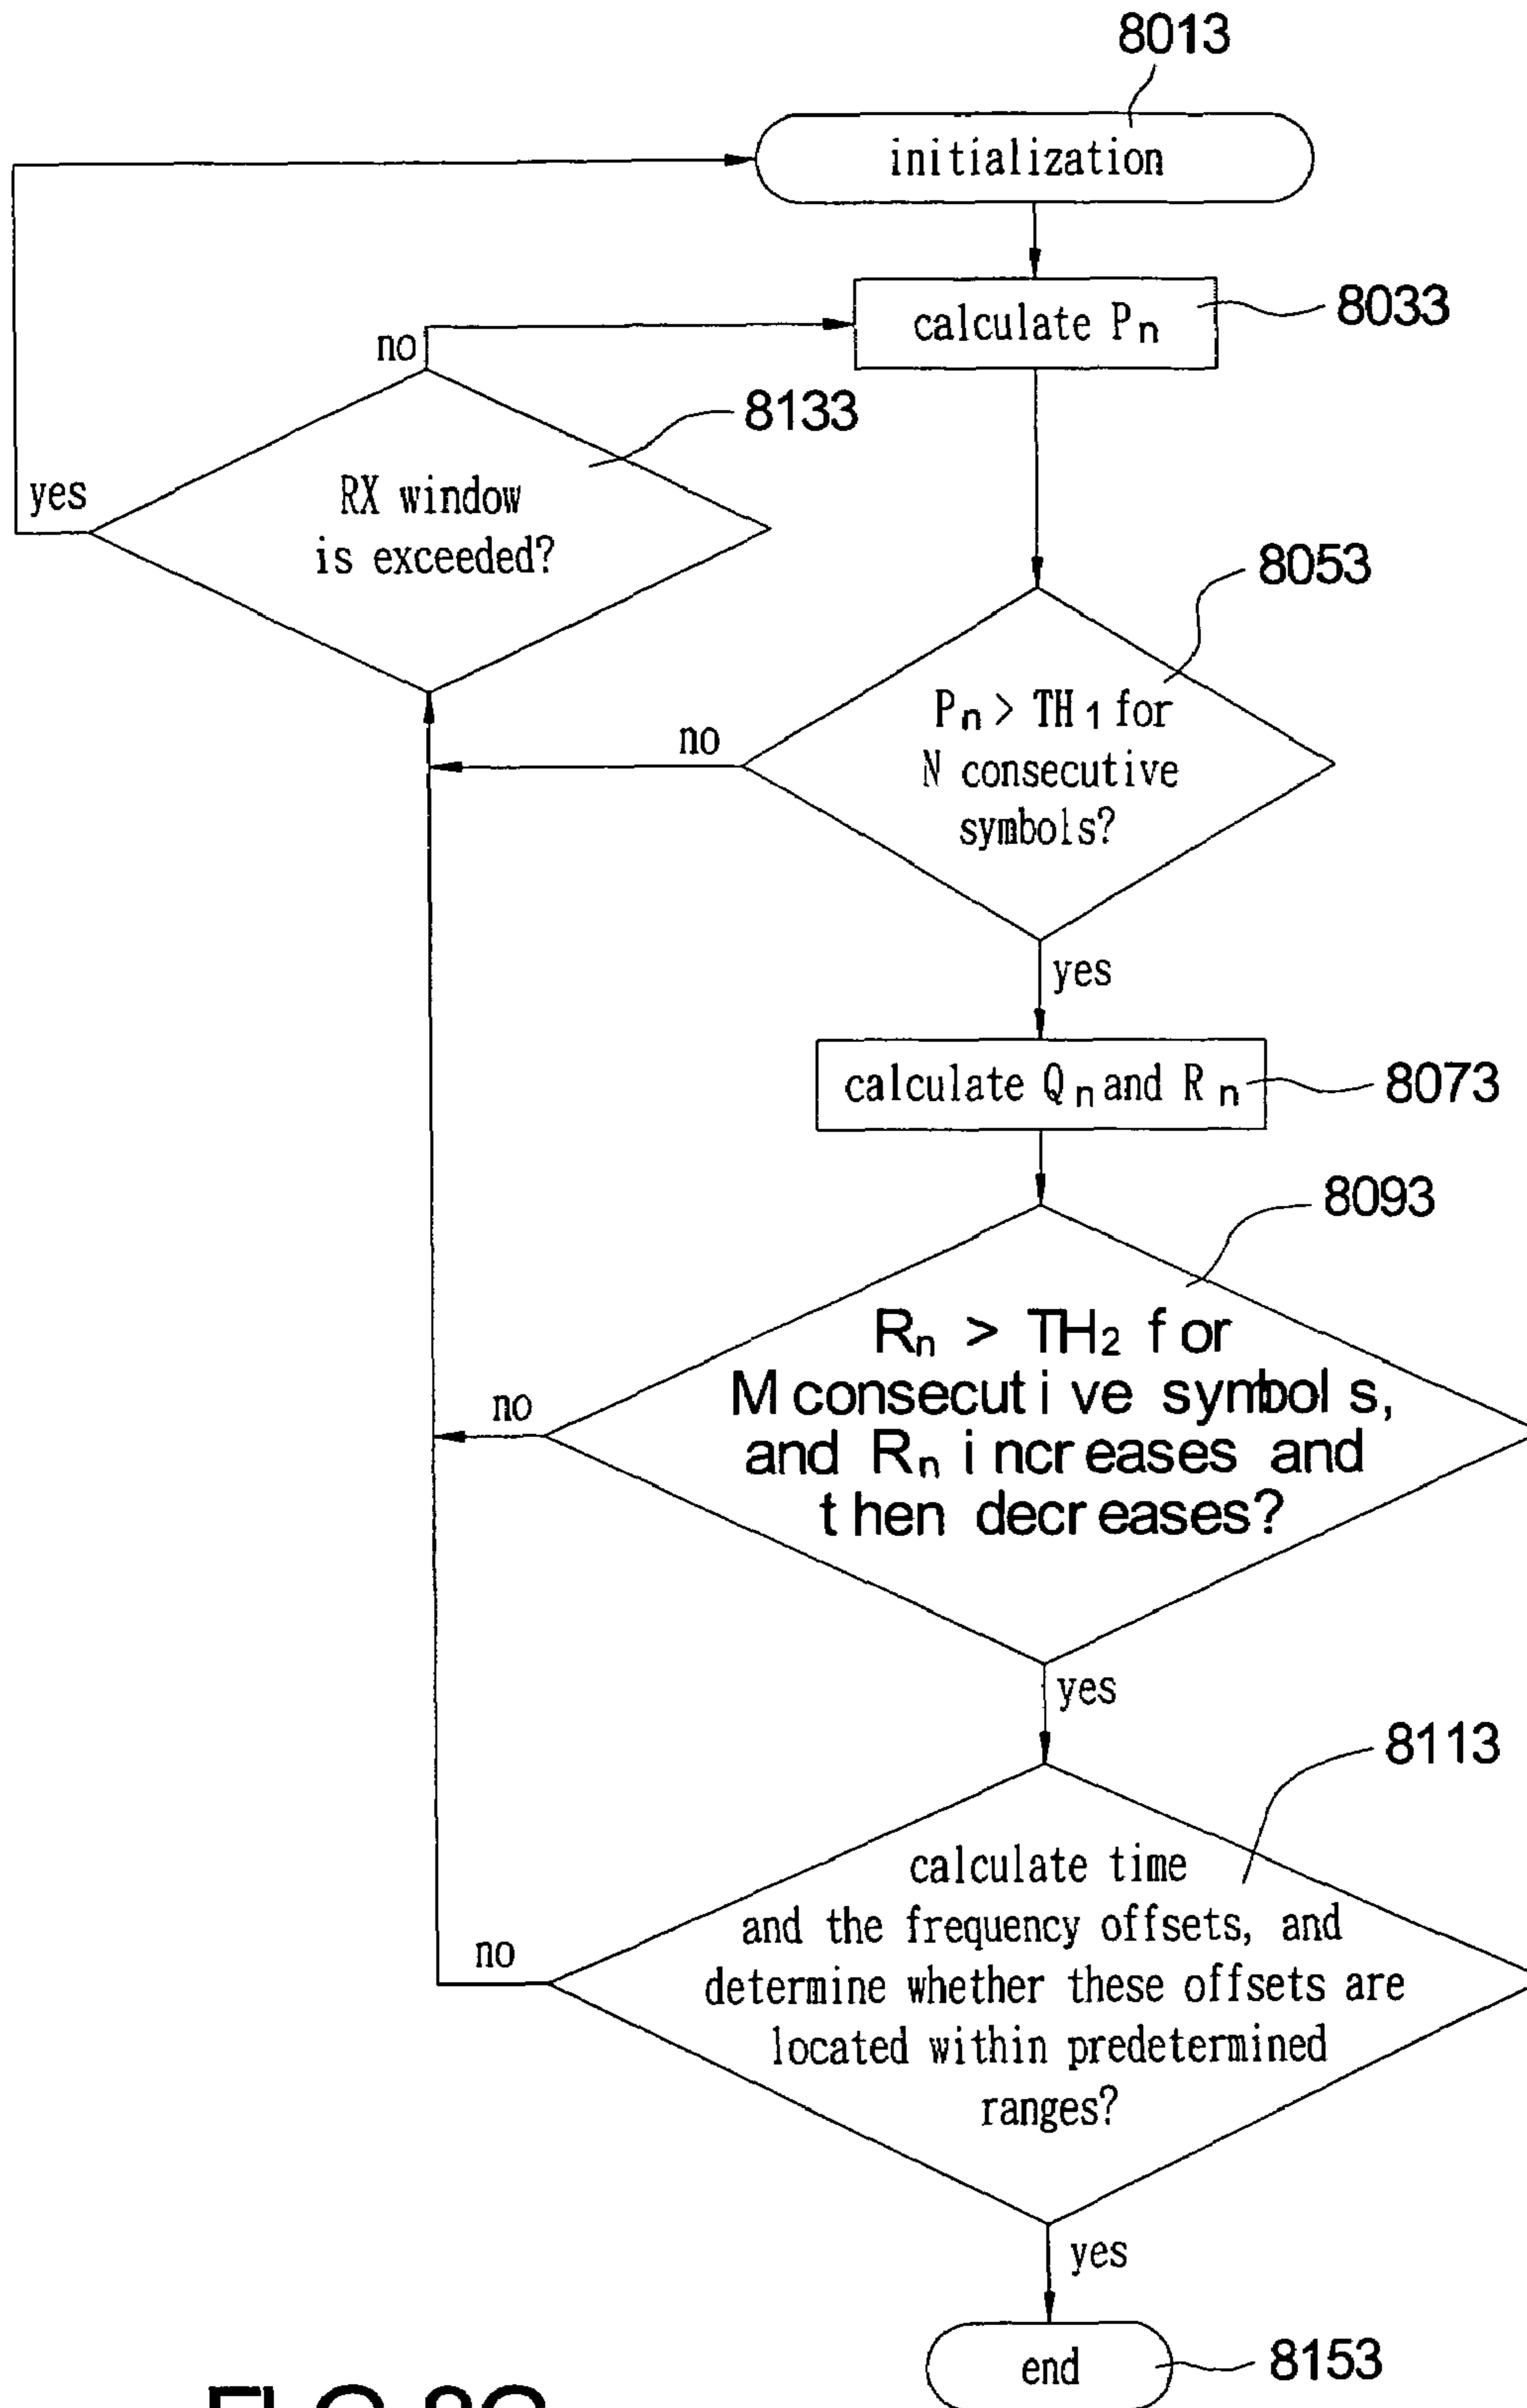 8013
initialization
8033
calculate Pn
no
8133
yes
RX window
is exceeded?
8053
Pn > TH1 for
N consecutive
symbols?
no
yes
calculate Qn and Rn
8073
8093
Rn > TH2 for
M consecutive symbols,
and Rn increases and
then decreases?
no
yes
8113
calculate time
and the frequency offsets, and
determine whether these offsets are
located within predetermined
ranges?
no
yes
end
8153